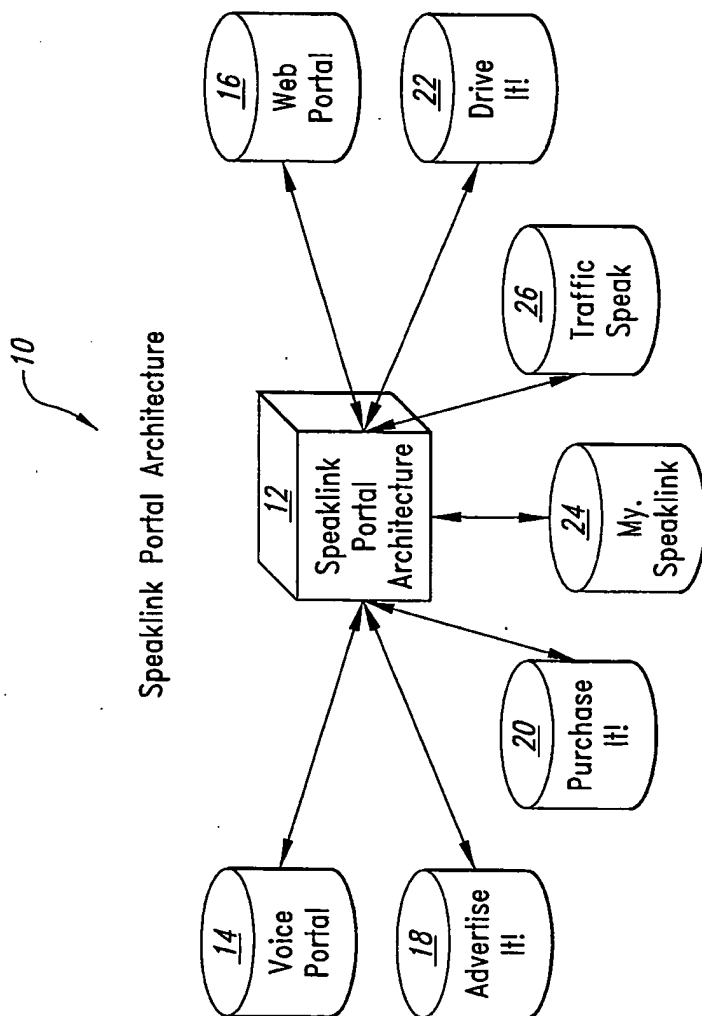 10
Speaklink Portal Architecture
12
Speaklink
Portal
Architecture
14
Voice
Portal
16
Web
Portal
18
Advertise
It!
20
Purchase
It!
24
My.
Speaklink
26
Traffic
Speak
22
Drive
It!